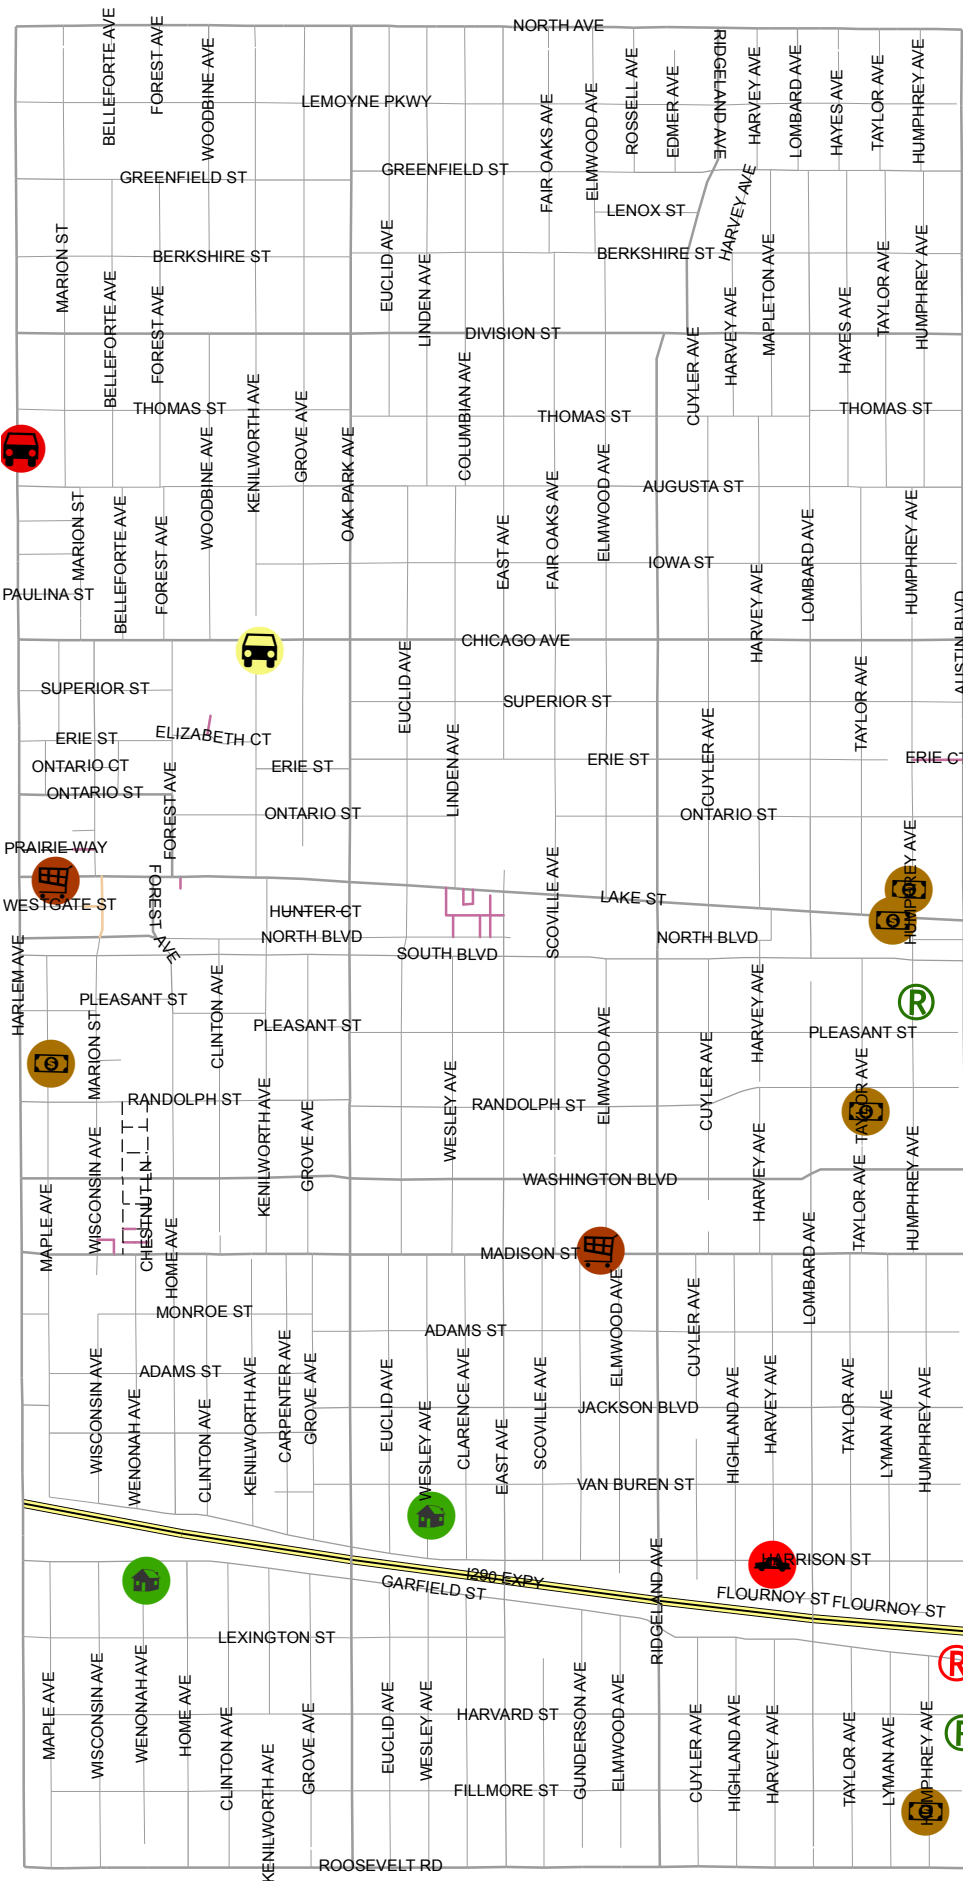 NORTH AVE
BELLEFORTE AVE
FOREST AVE
WOODBINE AVE
LEMOYNE PKWY
FAIR OAKS AVE
ELMWOOD AVE
ROSSELL AVE
EDMER AVE
RIDGELAND AVE
HARVEY AVE
LOMBARD AVE
HAYES AVE
TAYLOR AVE
HUMPHREY AVE
GREENFIELD ST
GREENFIELD ST
LENOX ST
HARVEY AVE
MARION ST
BERKSHIRE ST
BERKSHIRE ST
BELLEFORTE AVE
FOREST AVE
EUCLID AVE
LINDEN AVE
DIVISION ST
CUYLER AVE
HARVEY AVE
MAPLETON AVE
HAYES AVE
TAYLOR AVE
HUMPHREY AVE
THOMAS ST
THOMAS ST
THOMAS ST
WOODBINE AVE
KENILWORTH AVE
GROVE AVE
OAK PARK AVE
COLUMBIAN AVE
AUGUSTA ST
MARION ST
BELLEFORTE AVE
FOREST AVE
EAST AVE
FAIR OAKS AVE
ELMWOOD AVE
IOWA ST
HARVEY AVE
LOMBARD AVE
HUMPHREY AVE
AUSTIN BLVD
PAULINA ST
CHICAGO AVE
SUPERIOR ST
EUCLID AVE
SUPERIOR ST
TAYLOR AVE
ERIE ST
ELIZABETH CT
ONTARIO CT
ERIE ST
ERIE ST
ERIE CT
ONTARIO ST
FOREST AVE
ONTARIO ST
LINDEN AVE
CUYLER AVE
ONTARIO ST
PRAIRIE WAY
HUMPHREY AVE
SCOVILLE AVE
LAKE ST
WESTGATE ST
FOREST AVE
HUNTER CT
NORTH BLVD
NORTH BLVD
SOUTH BLVD
HARLEM AVE
PLEASANT ST
CLINTON AVE
PLEASANT ST
HARVEY AVE
R
PLEASANT ST
MARION ST
ELMWOOD AVE
CUYLER AVE
TAYLOR AVE
$
RANDOLPH ST
RANDOLPH ST
KENILWORTH AVE
GROVE AVE
WESLEY AVE
WASHINGTON BLVD
HARVEY AVE
TAYLOR AVE
HUMPHREY AVE
MAPLE AVE
WISCONSIN AVE
CHESTNUT LN
HOME AVE
MADISON ST
LOMBARD AVE
MONROE ST
ADAMS ST
ELMWOOD AVE
CUYLER AVE
ADAMS ST
WISCONSIN AVE
WENONAH AVE
CLINTON AVE
KENILWORTH AVE
CARPENTER AVE
GROVE AVE
EUCLID AVE
WESLEY AVE
CLARENCE AVE
EAST AVE
SCOVILLE AVE
JACKSON BLVD
HIGHLAND AVE
HARVEY AVE
TAYLOR AVE
LYMAN AVE
HUMPHREY AVE
VAN BUREN ST
HARRISON ST
I290 EXPY
GARFIELD ST
RIDGELAND AVE
FLOURNOY ST
FLOURNOY ST
LEXINGTON ST
R
MAPLE AVE
WISCONSIN AVE
WENONAH AVE
HOME AVE
CLINTON AVE
KENILWORTH AVE
GROVE AVE
EUCLID AVE
WESLEY AVE
HARVARD ST
GUNDERSON AVE
ELMWOOD AVE
CUYLER AVE
HIGHLAND AVE
HARVEY AVE
TAYLOR AVE
LYMAN AVE
HUMPHREY AVE
FILLMORE ST
ROOSEVELT RD